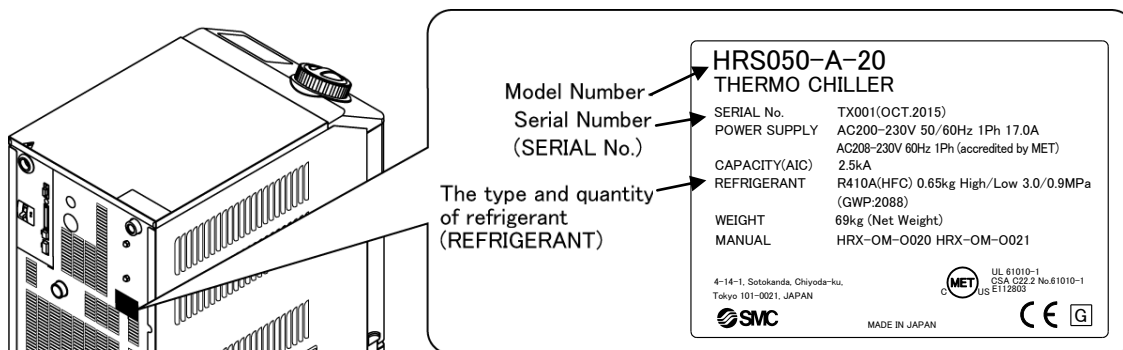 Model Number
Serial Number
(SERIAL No.)
The type and quantity
of refrigerant
(REFRIGERANT)
HRS050-A-20
THERMO CHILLER
SERIAL No. TX001(OCT.2015)
POWER SUPPLY AC200-230V 50/60Hz 1Ph 17.0A
AC208-230V 60Hz 1Ph (accredited by MET)
CAPACITY(AIC) 2.5kA
REFRIGERANT R410A(HFC) 0.65kg High/Low 3.0/0.9MPa
(GWP:2088)
WEIGHT 69kg (Net Weight)
MANUAL HRX-OM-O020 HRX-OM-O021
4-14-1, Sotokanda, Chiyoda-ku,
Tokyo 101-0021, JAPAN
SMC
MADE IN JAPAN
C MET US
UL 61010-1
CSA C22.2 No.61010-1
E112803
CE G